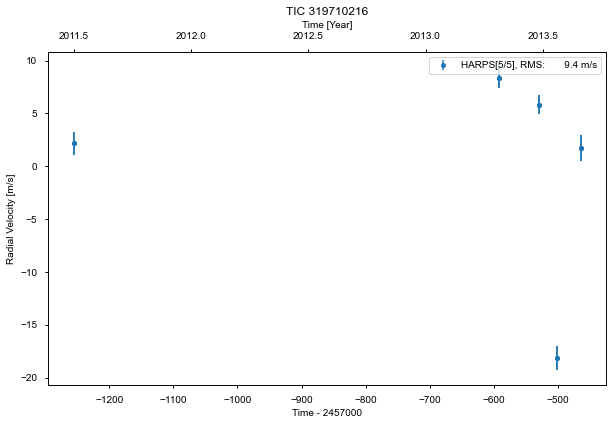 TIC 319710216
Time [Year]
2011.5 2012.0 2012.5 2013.0 2013.5
HARPS[5/5], RMS: 9.4 m/s
10
5
0
−5
−10
−15
−20
Radial Velocity [m/s]
−1200 −1100 −1000 −900 −800 −700 −600 −500
Time - 2457000